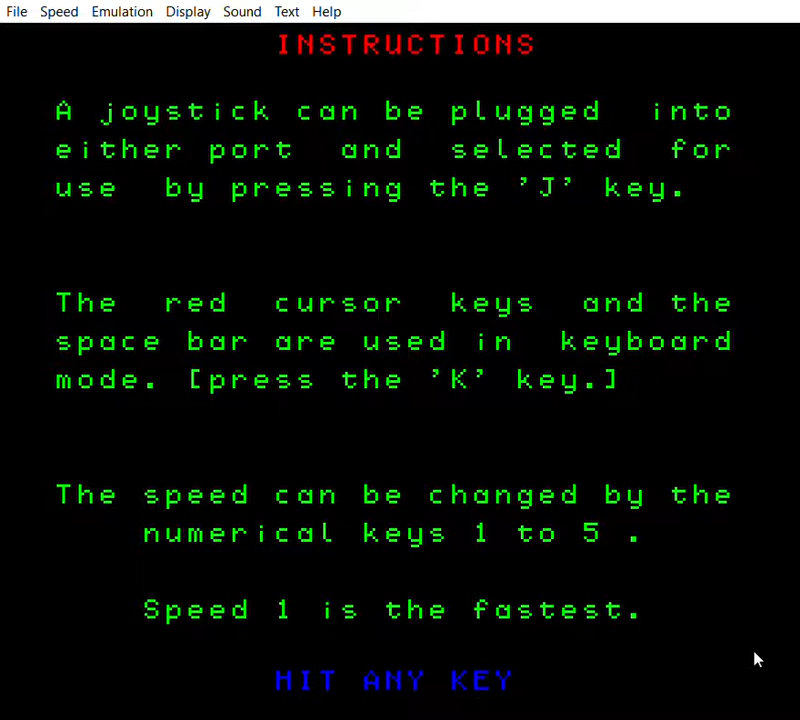 File Speed Emulation Display Sound Text Help
INSTRUCTIONS
A joystick can be plugged into
either port and selected for
use by pressing the 'J' key.
The red cursor keys and the
space bar are used in keyboard
mode. [press the 'K' key.]
The speed can be changed by the
numerical keys 1 to 5 .
Speed 1 is the fastest.
HIT ANY KEY